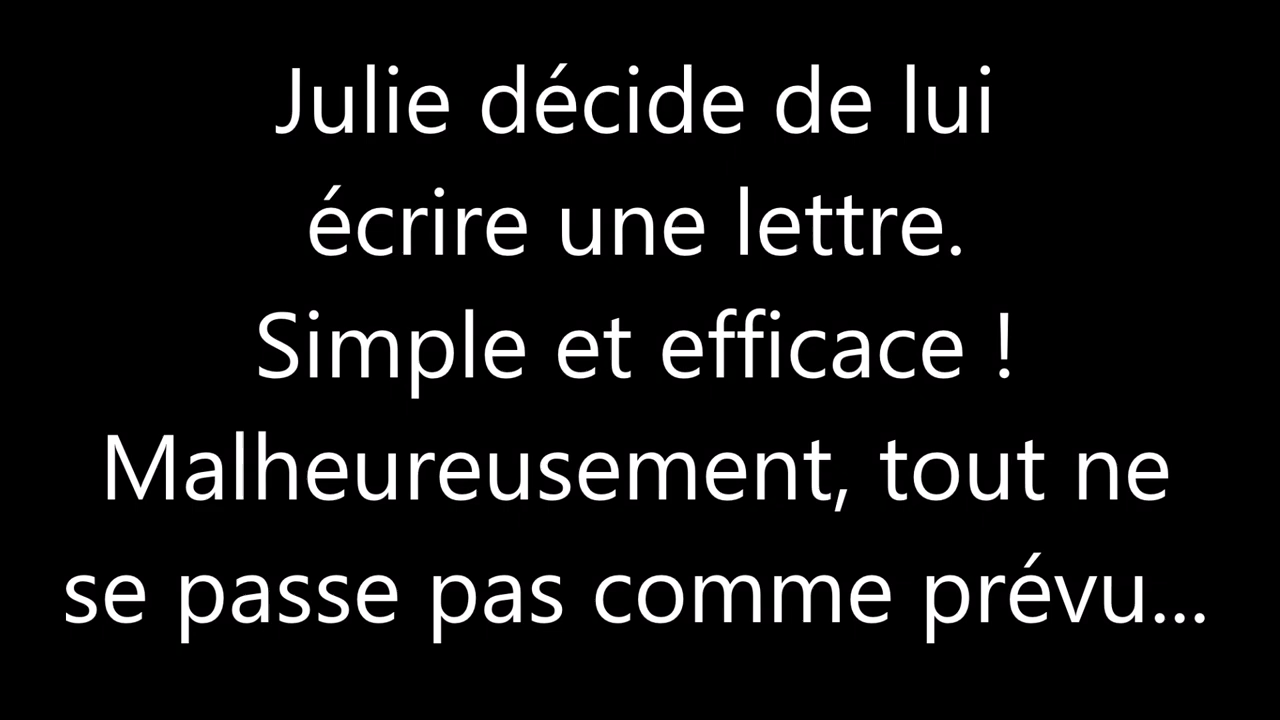 Julie décide de lui
écrire une lettre.
Simple et efficace !
Malheureusement, tout ne
se passe pas comme prévu...